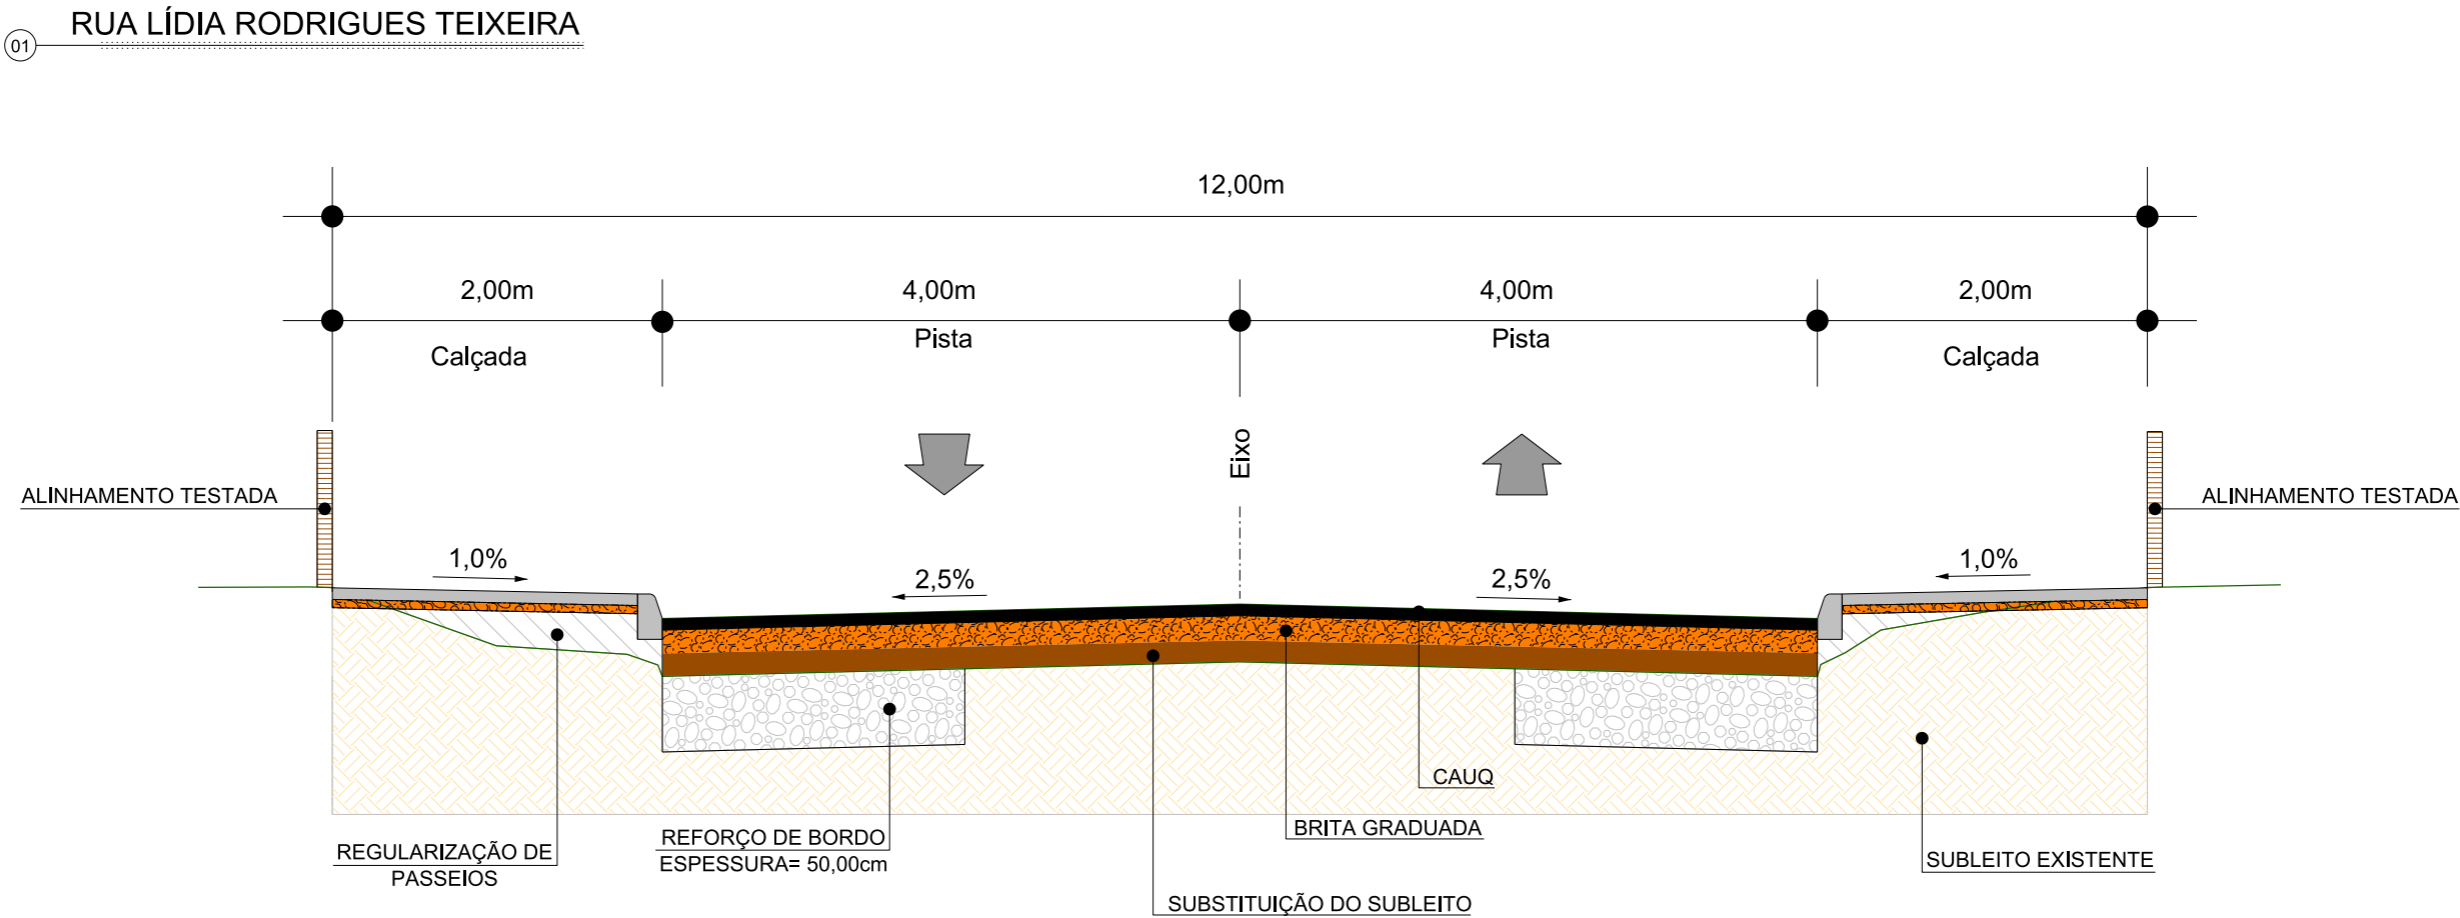 RUA LÍDIA RODRIGUES TEIXEIRA
01
12,00m
2,00m
4,00m
4,00m
2,00m
Calçada
Pista
Pista
Calçada
Eixo
ALINHAMENTO TESTADA
ALINHAMENTO TESTADA
1,0%
2,5%
2,5%
1,0%
CAUQ
BRITA GRADUADA
REFORÇO DE BORDO
ESPESSURA= 50,00cm
REGULARIZAÇÃO DE
PASSEIOS
SUBLEITO EXISTENTE
SUBSTITUIÇÃO DO SUBLEITO